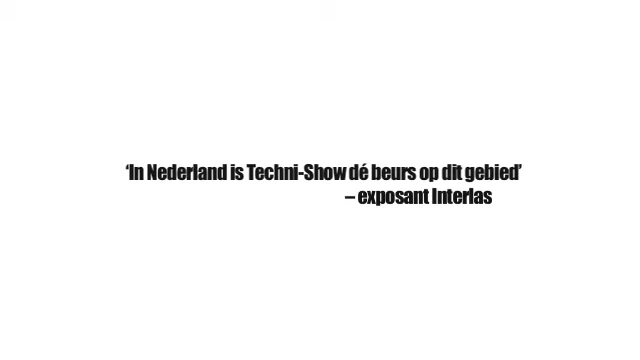 ‘In Nederland is Techni-Show dé beurs op dit gebied’
– exposant Interlas